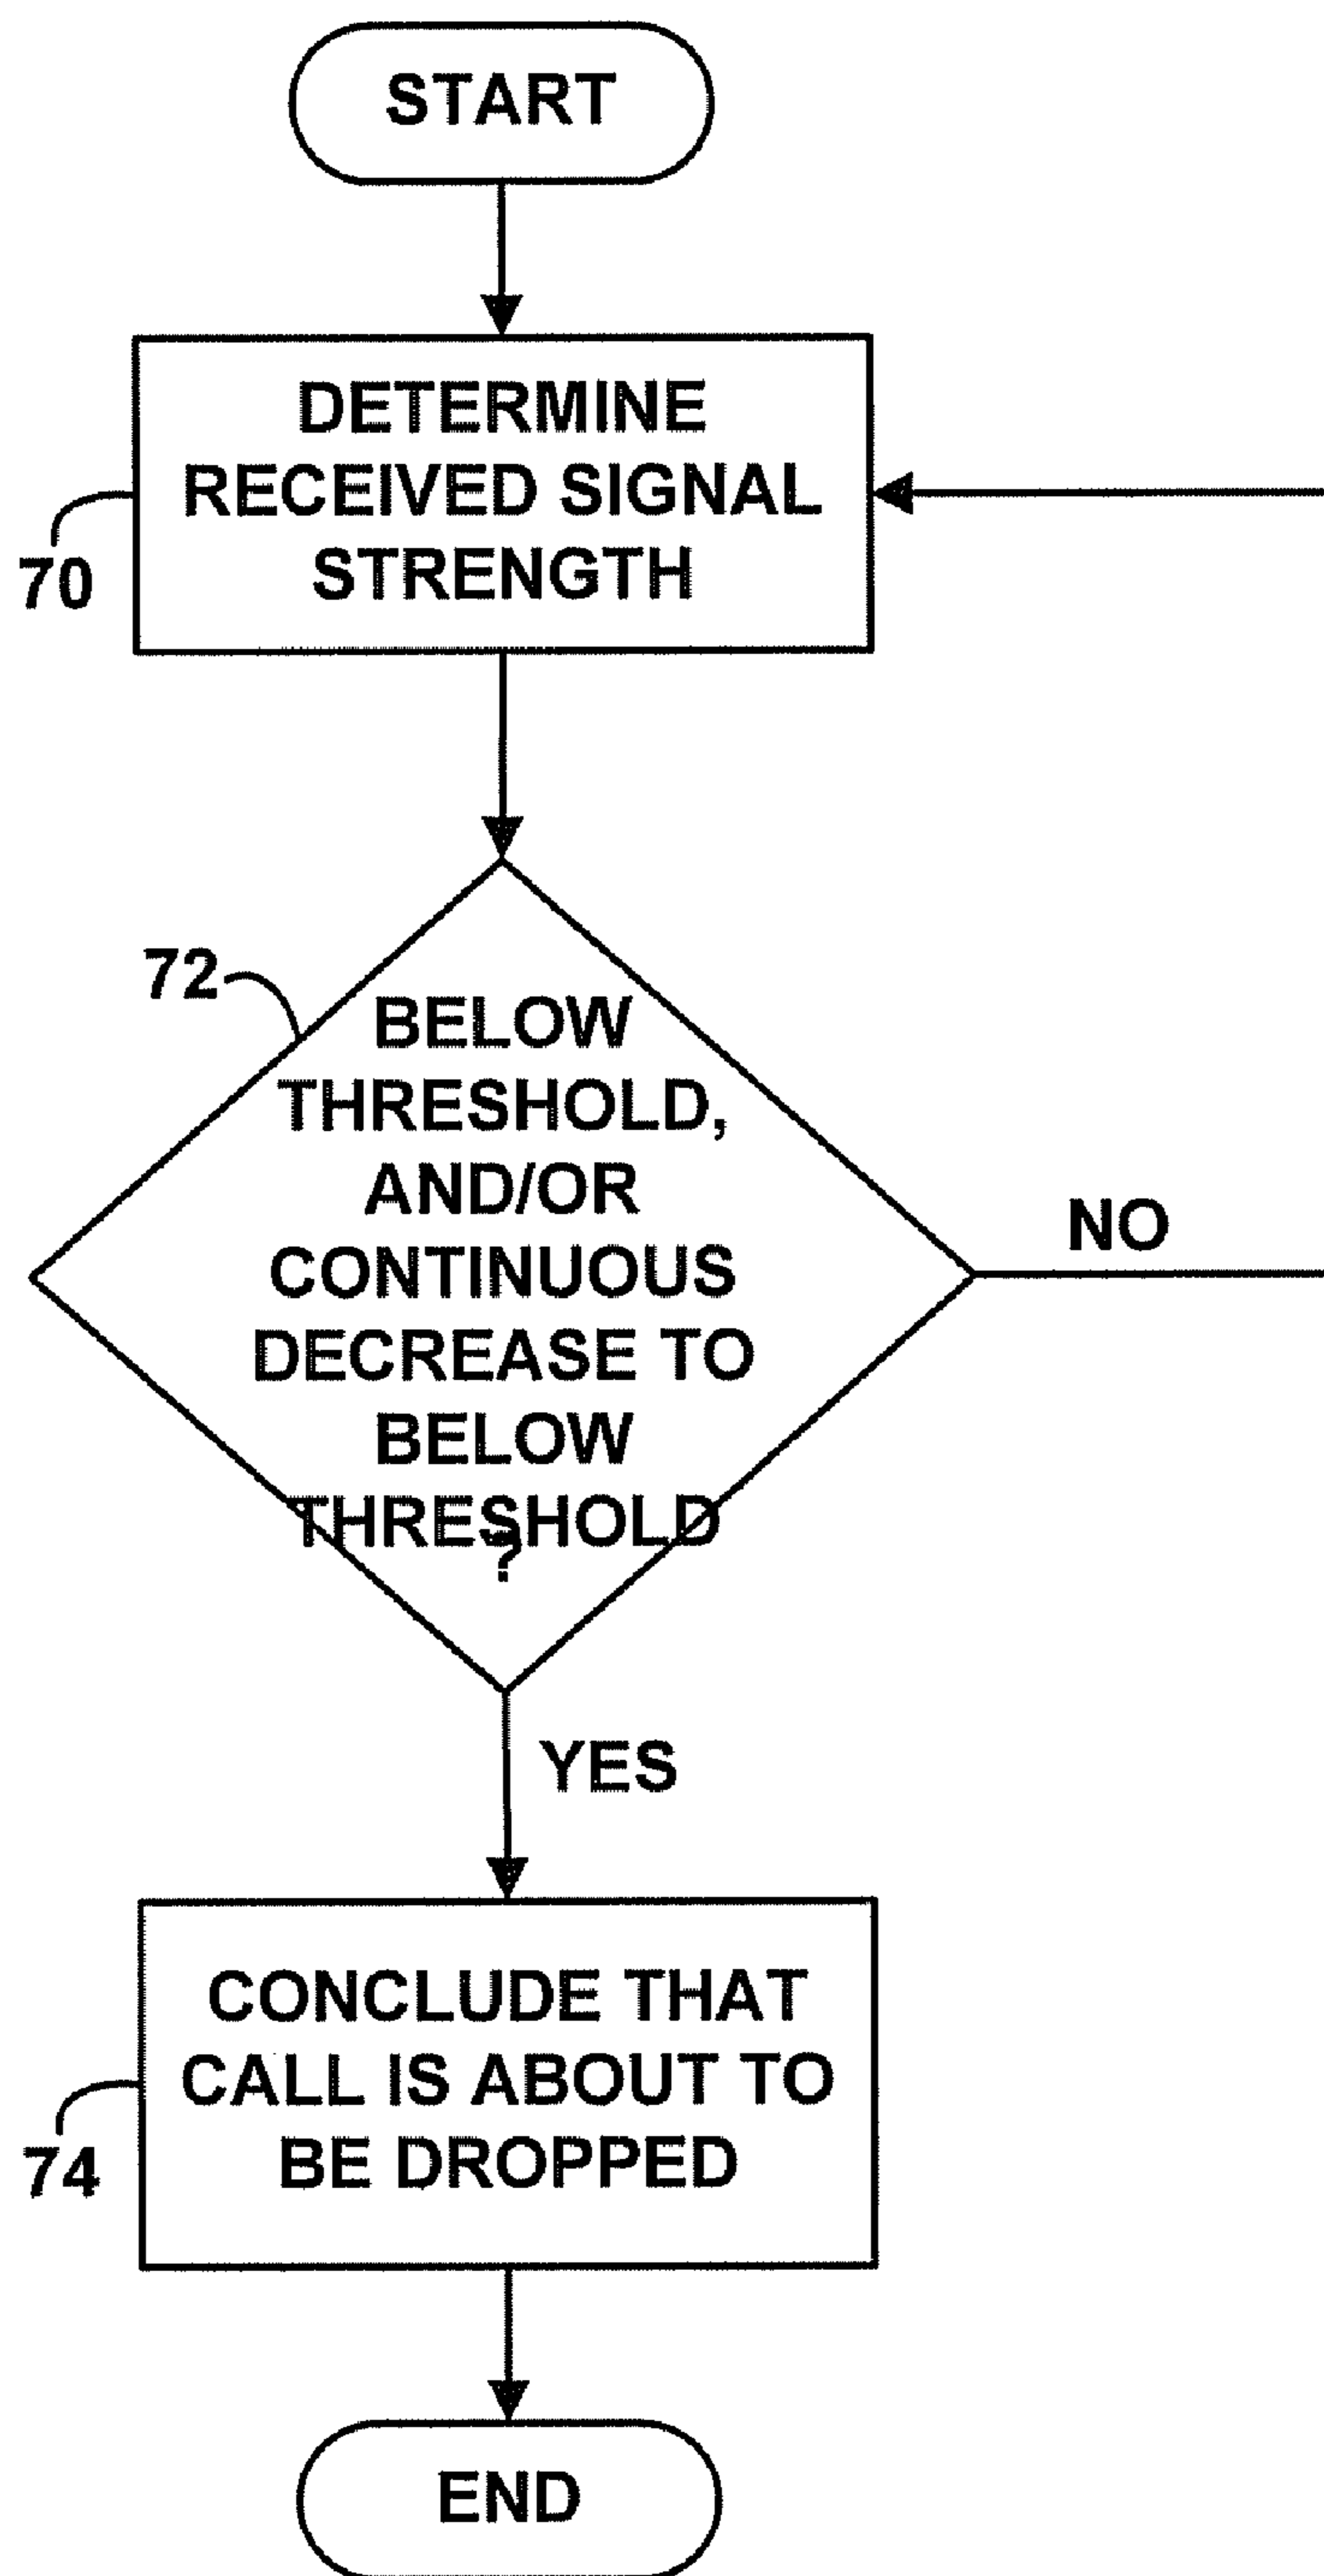 START
DETERMINE
RECEIVED SIGNAL
STRENGTH
70
72
BELOW
THRESHOLD,
AND/OR
CONTINUOUS
DECREASE TO
BELOW
THRESHOLD
?
NO
YES
CONCLUDE THAT
CALL IS ABOUT TO
BE DROPPED
74
END